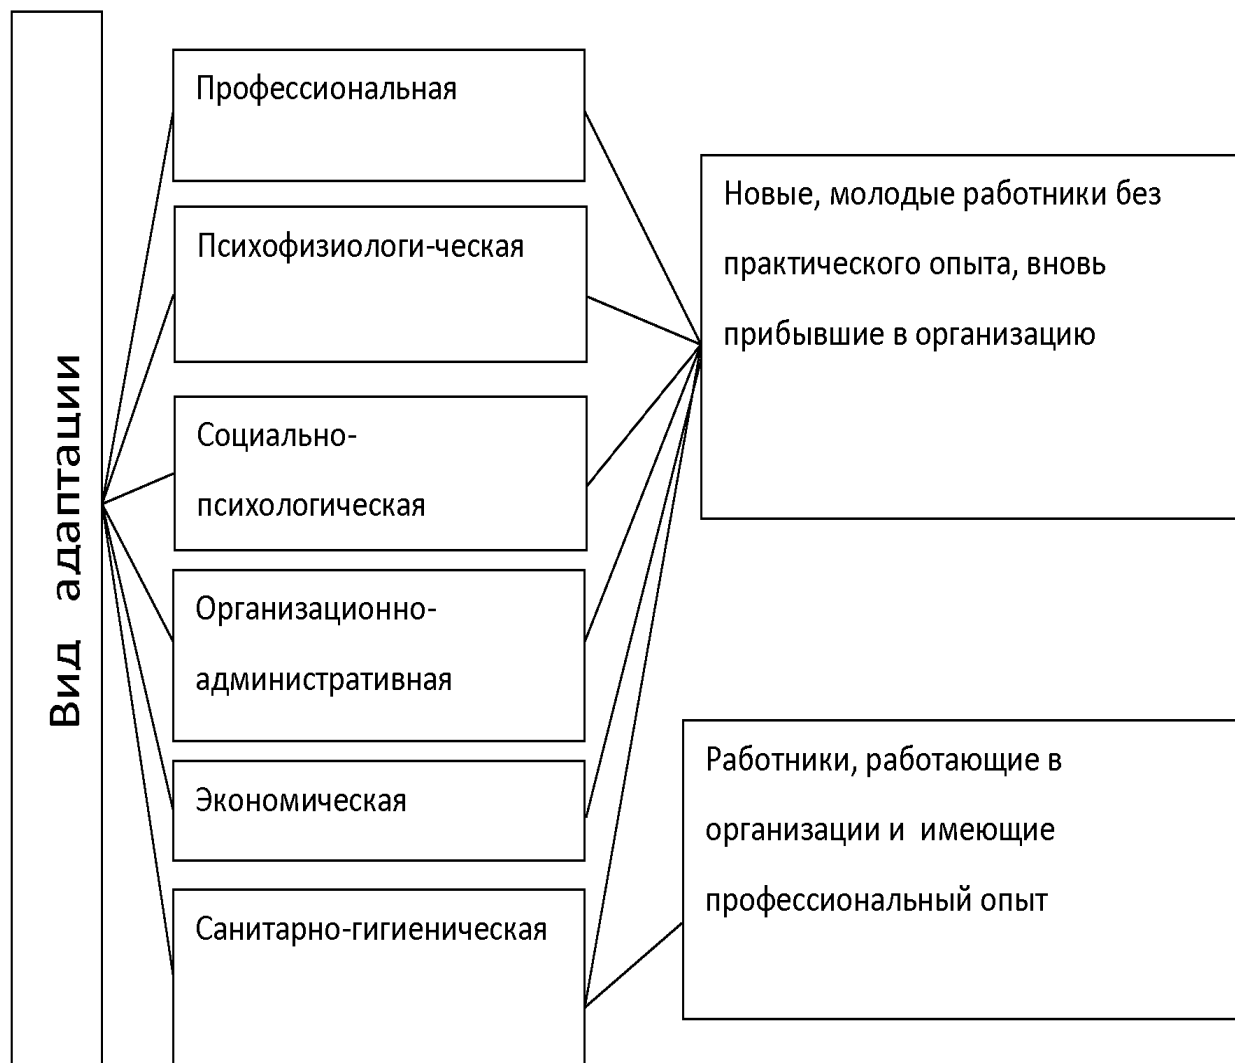 Вид адаптации
Профессиональная
Психофизиологи-ческая
Социально-
психологическая
Организационно-
административная
Экономическая
Санитарно-гигиеническая
Новые, молодые работники без
практического опыта, вновь
прибывшие в организацию
Работники, работающие в
организации и имеющие
профессиональный опыт